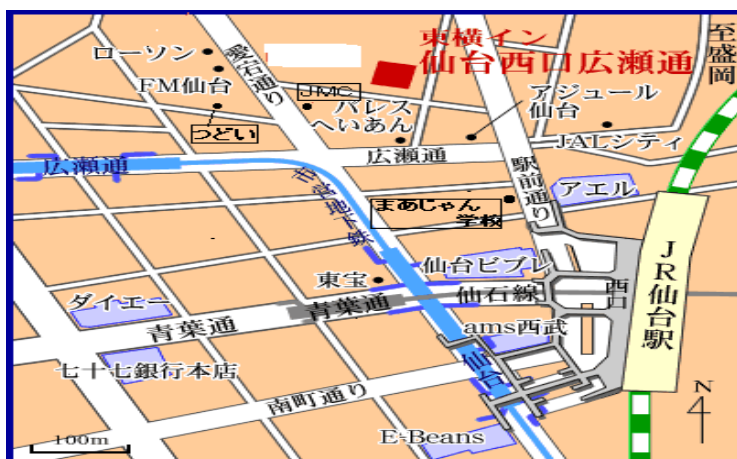 東横イン
仙台西口広瀬通
至盛岡
ローソン
愛宕通り
FM仙台
JMC
つどい
パレス
へいあん
アジュール
仙台
JALシティ
広瀬通
広瀬通
駅前通り
アエル
市営地下鉄
まあじゃん
学校
JR仙台駅
東宝
仙台ビブレ
西口
ダイエー
青葉通
青葉通
仙石線
ams西武
七十七銀行本店
仙台
南町通り
N
100m
E-Beans